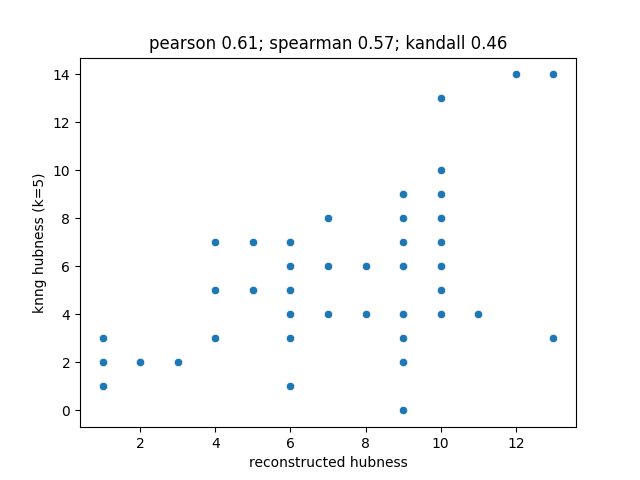 pearson 0.61; spearman 0.57; kandall 0.46
14
12
10
8
6
4
2
0
knng hubness (k=5)
2 4 6 8 10 12
reconstructed hubness